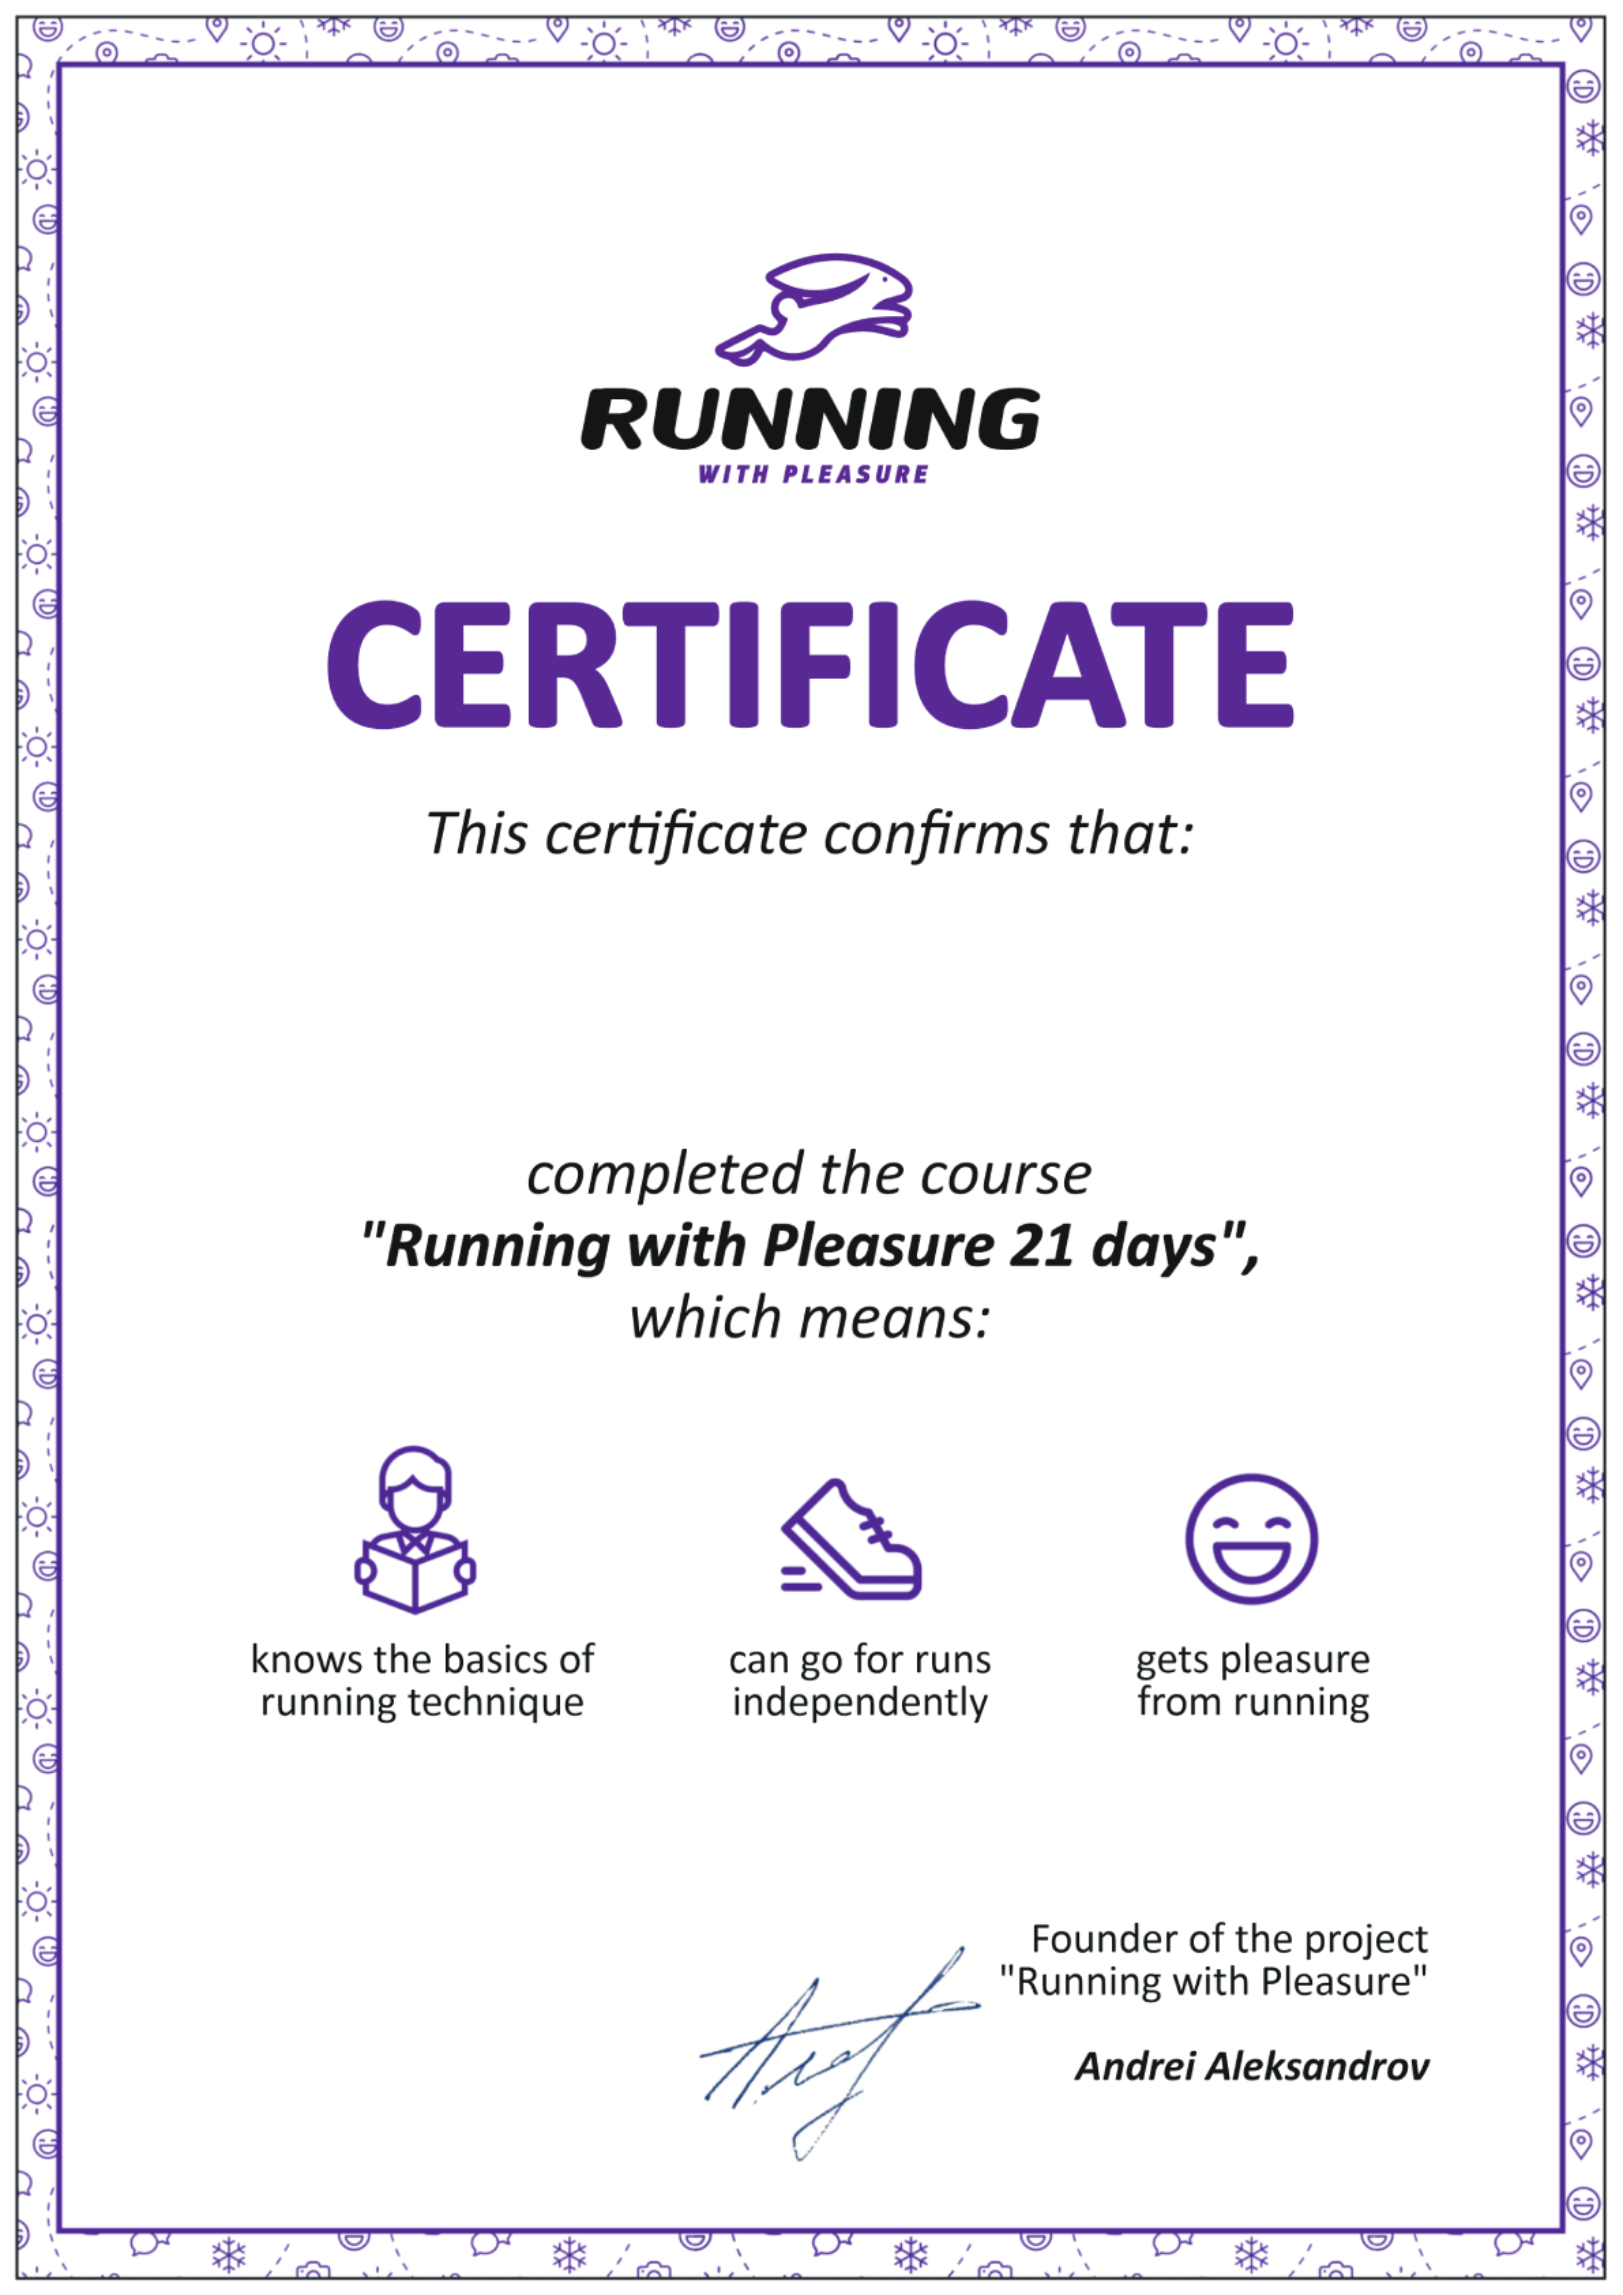 RUNNING
WITH PLEASURE
CERTIFICATE
This certificate confirms that:
completed the course
"Running with Pleasure 21 days",
which means:
knows the basics of
running technique
can go for runs
independently
gets pleasure
from running
Founder of the project
"Running with Pleasure"
Andrei Aleksandrov